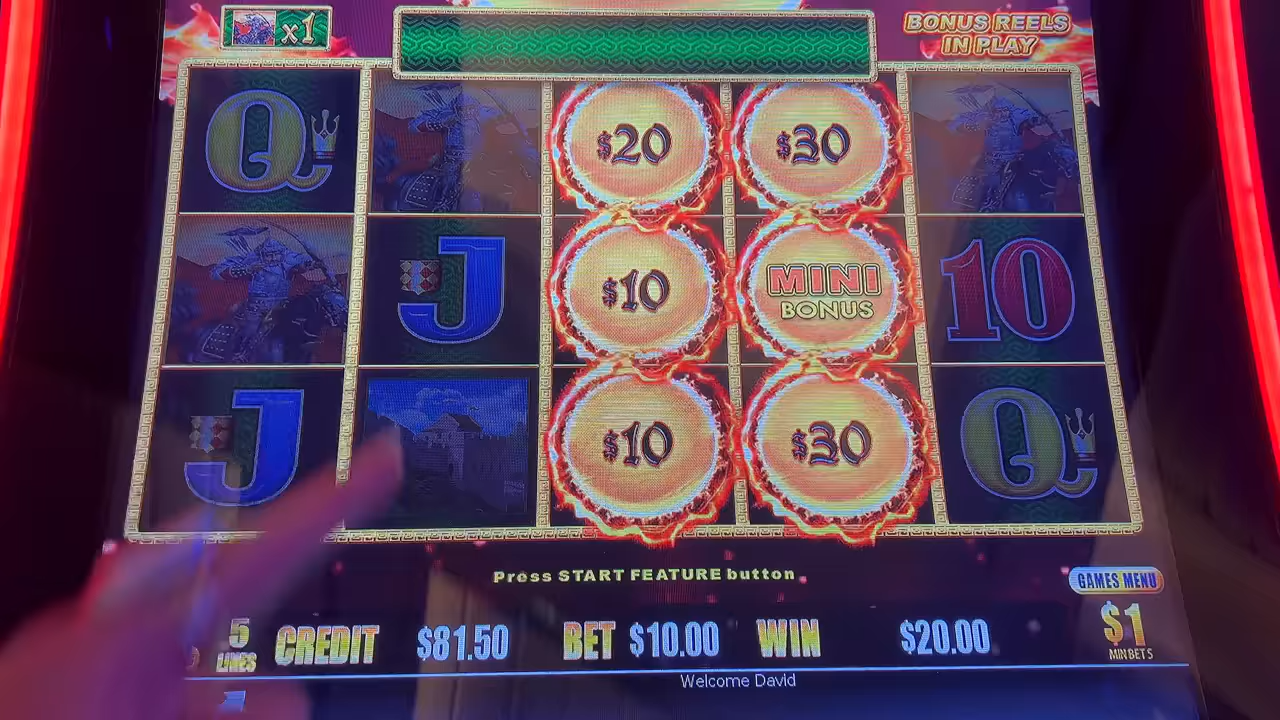 x1
BONUS REELS
IN PLAY
Q
$20
$30
J
$10
MINI
BONUS
10
J
$10
$30
Q
Press START FEATURE button.
GAMES MENU
5
LINES
CREDIT
$81.50
BET
$10.00
WIN
$20.00
$1
MIN BETS
Welcome David